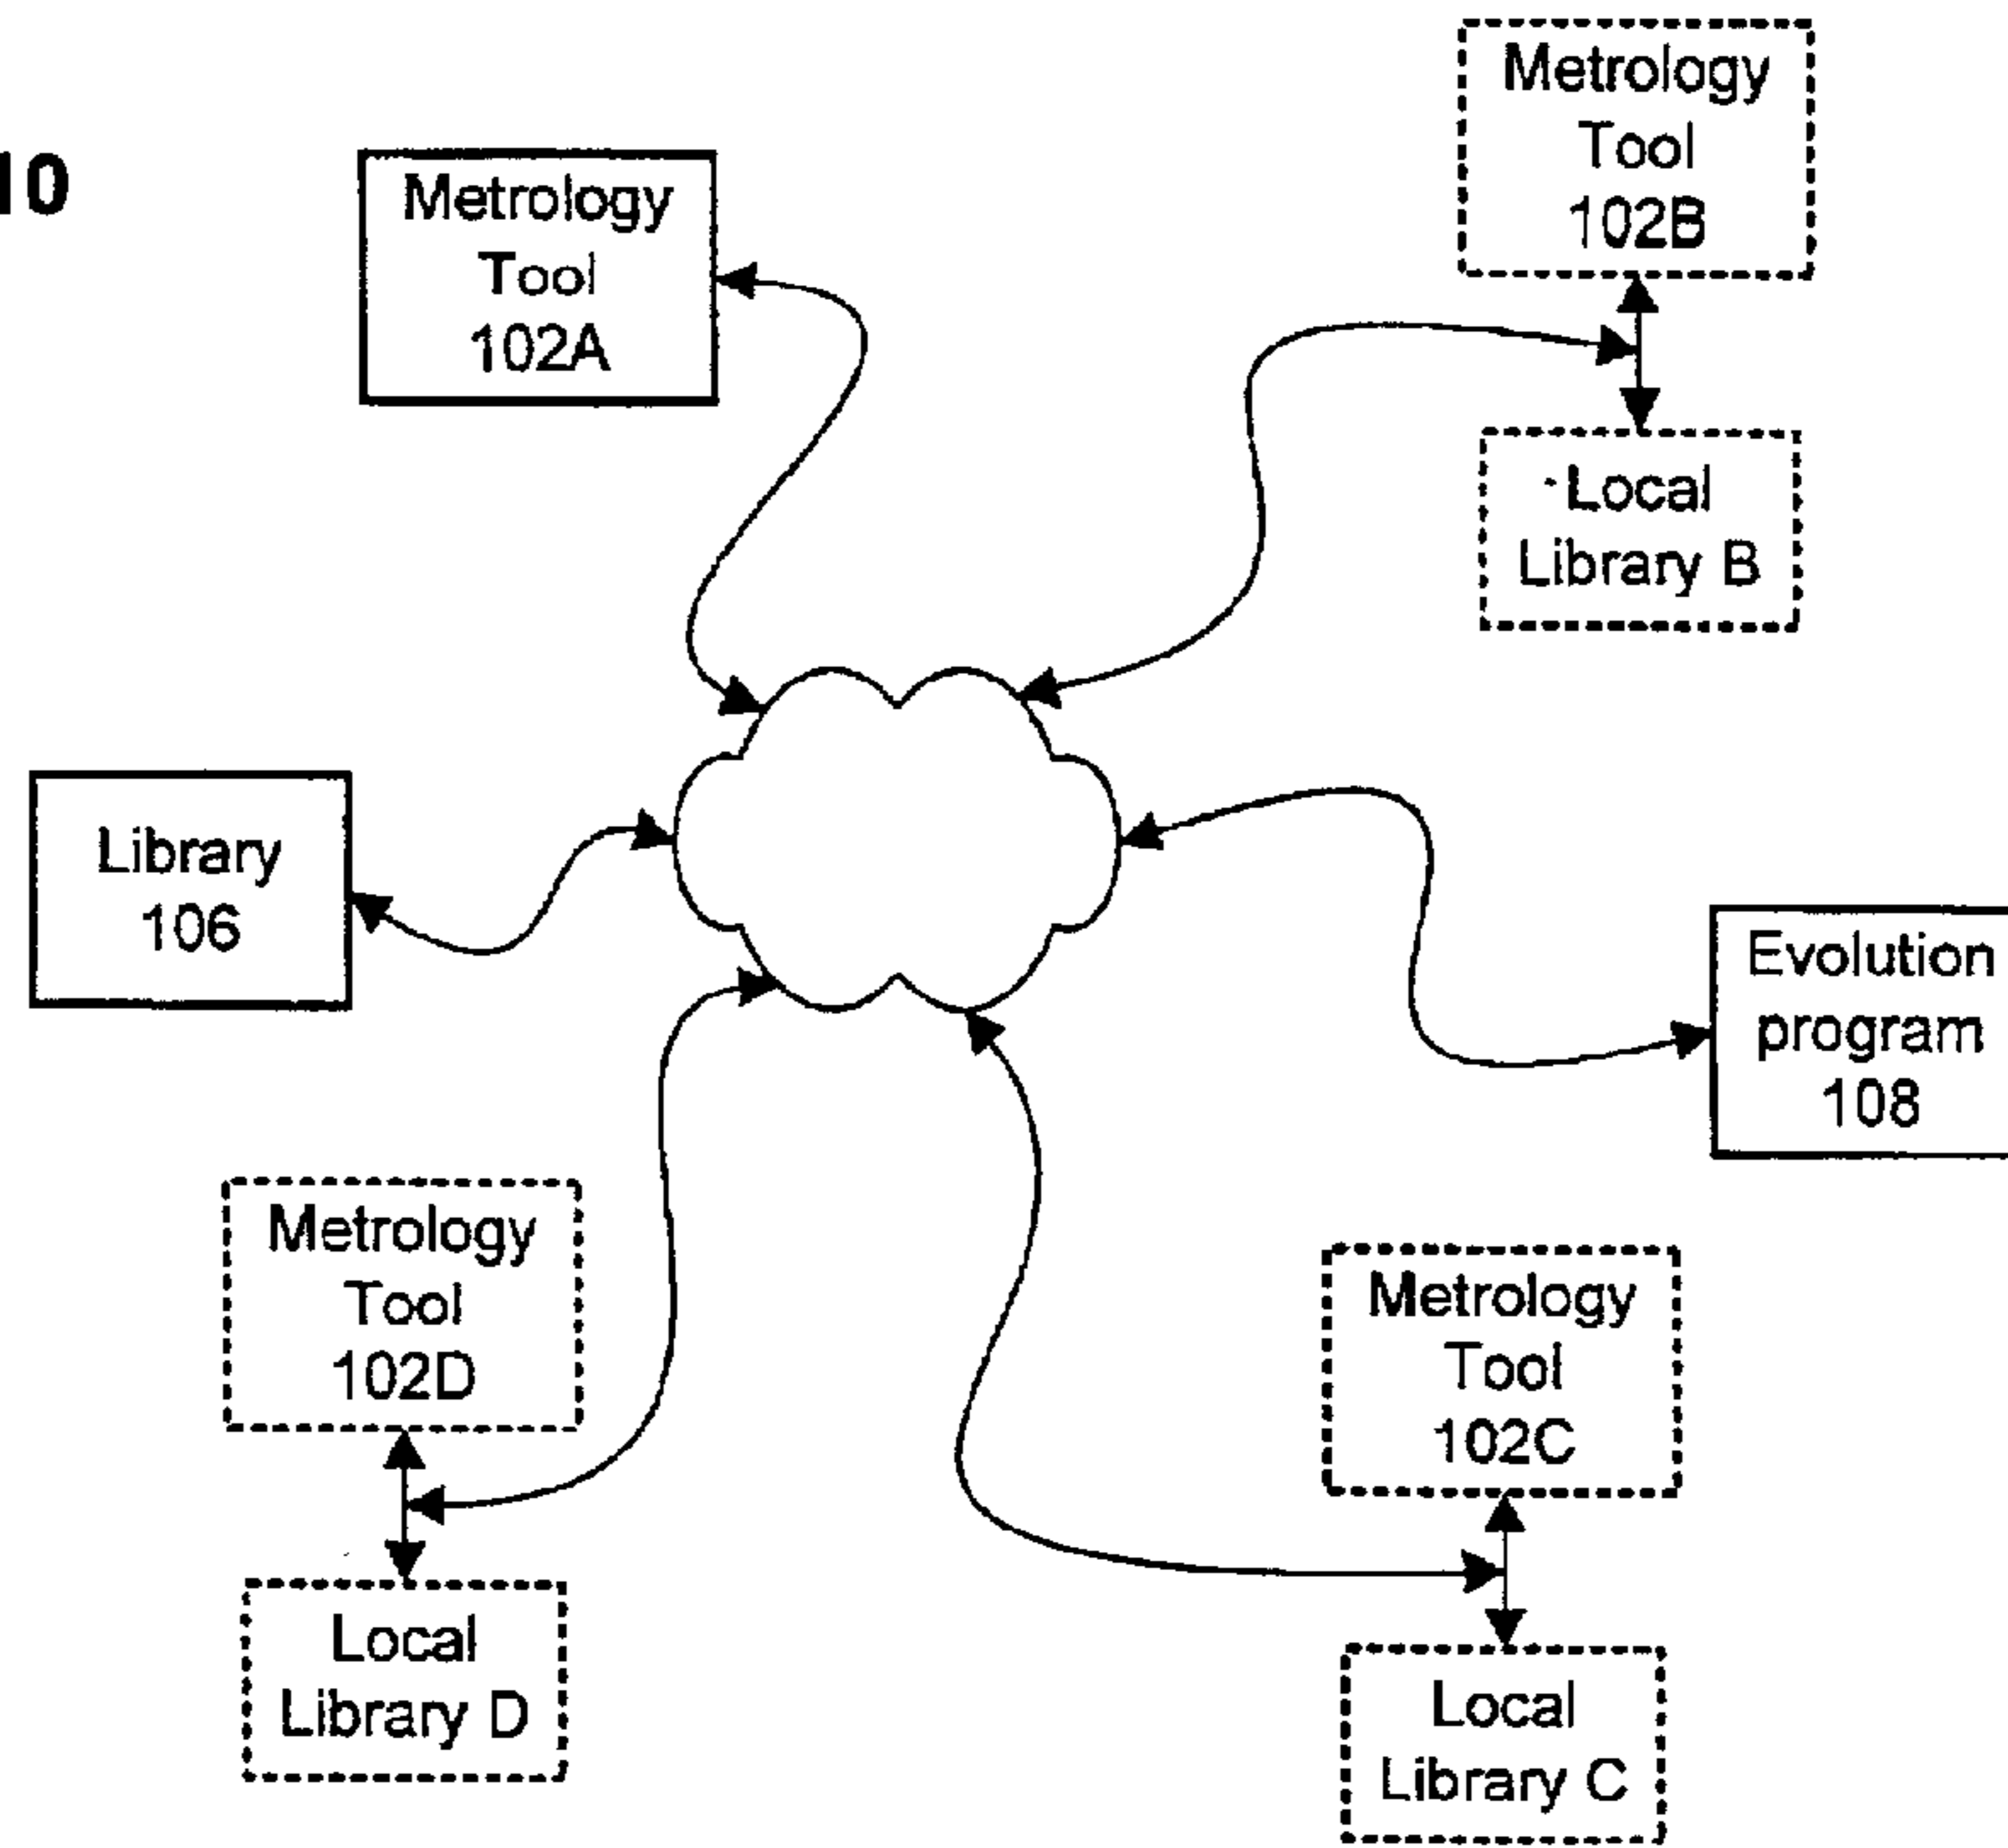 10
Metrology
Tool
102A
Metrology
Tool
102B
Local
Library B
Library
106
Evolution
program
108
Metrology
Tool
102D
Local
Library D
Metrology
Tool
102C
Local
Library C